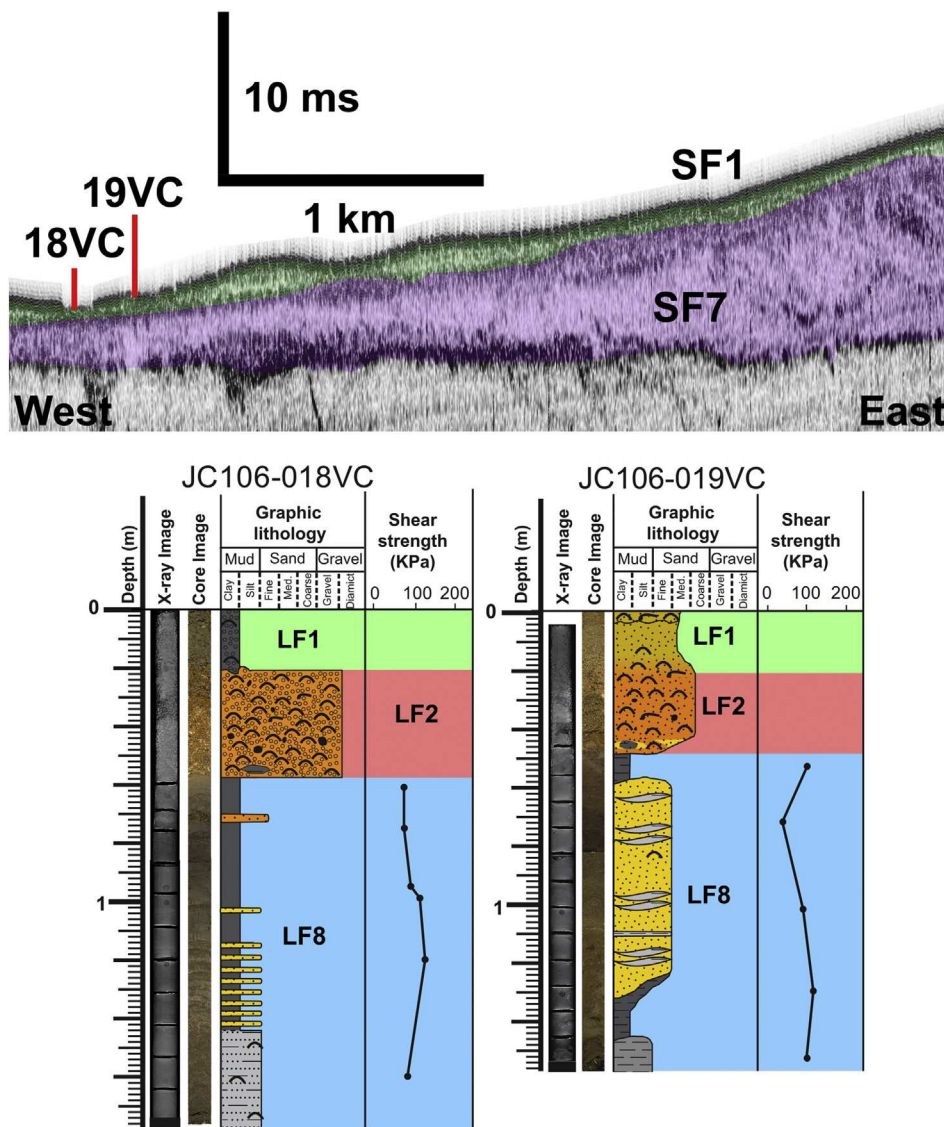 10 ms
1 km
SF1
19VC
18VC
SF7
West
East
JC106-018VC
Depth (m)
X-ray Image
Core Image
Graphic
lithology
Mud
Sand
Gravel
Clay
Silt
Fine
Med.
Coarse
Gravel
Diamict
Shear
strength
(KPa)
0 100 200
0
1
LF1
LF2
LF8
JC106-019VC
Depth (m)
X-ray Image
Core Image
Graphic
lithology
Mud
Sand
Gravel
Clay
Silt
Fine
Med.
Coarse
Gravel
Diamict
Shear
strength
(KPa)
0 100 200
0
1
LF1
LF2
LF8